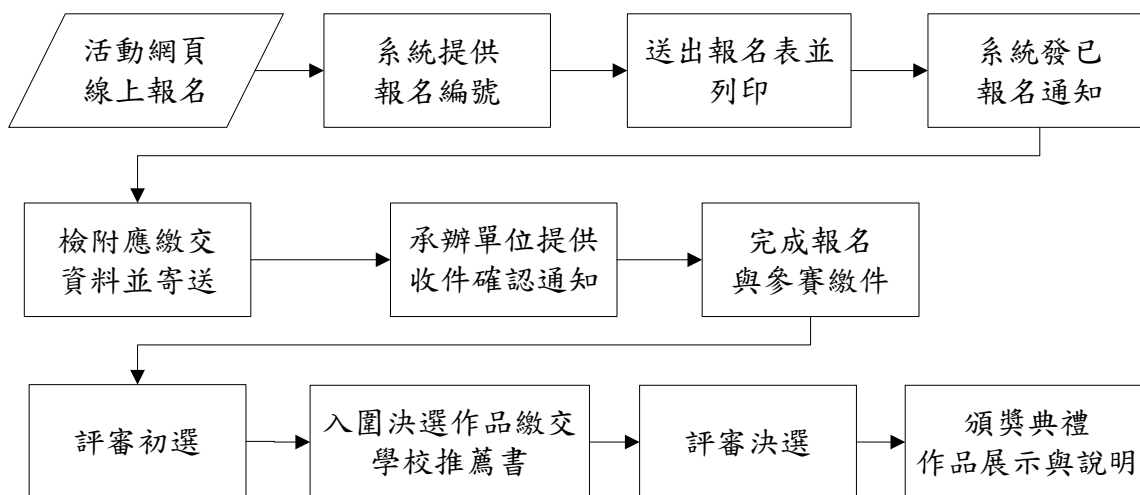 活動網頁
線上報名
系統提供
報名編號
送出報名表並
列印
系統發已
報名通知
檢附應繳交
資料並寄送
承辦單位提供
收件確認通知
完成報名
與參賽繳件
評審初選
入圍決選作品繳交
學校推薦書
評審決選
頒獎典禮
作品展示與說明